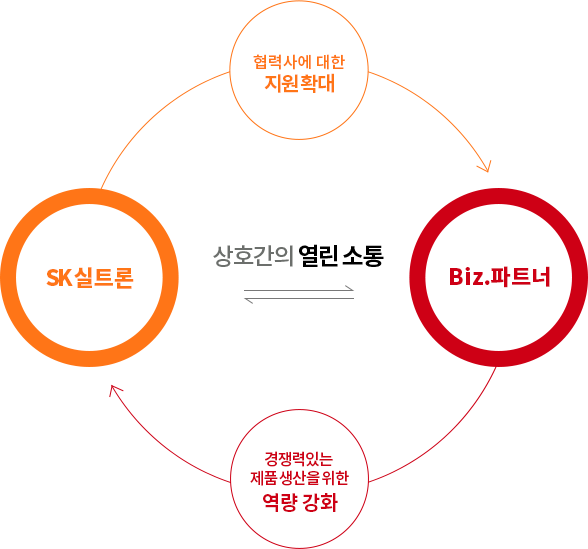 협력사에 대한
지원 확대
SK 실트론
상호간의 열린 소통
Biz.파트너
경쟁력있는
제품 생산을 위한
역량 강화